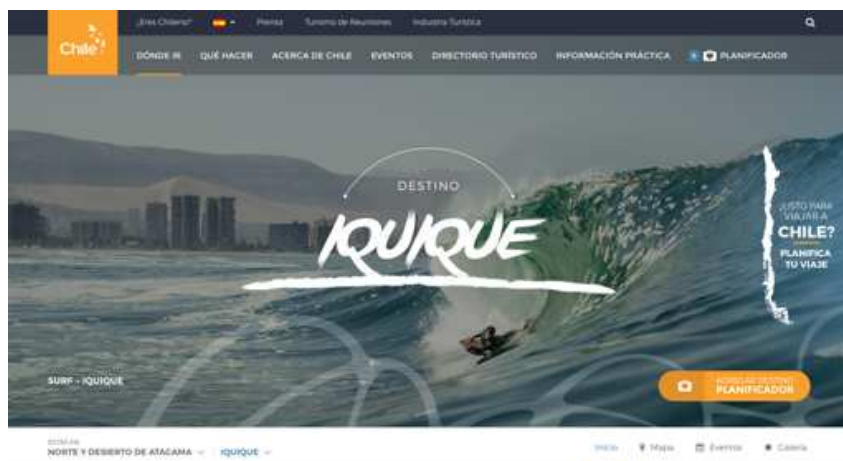 ¿Eres Chileno?
Prensa
Turismo de Reuniones
Industria Turística
Chile
DÓNDE IR
QUÉ HACER
ACERCA DE CHILE
EVENTOS
DIRECTORIO TURÍSTICO
INFORMACIÓN PRÁCTICA
PLANIFICADOR
DESTINO
IQUIQUE
VIAJAR A
CHILE?
PLANIFICA
TU VIAJE
SURF - IQUIQUE
PLANIFICADOR
NORTE Y DESIERTO DE ATACAMA
IQUIQUE
Inicio
Mapa
Eventos
Galería